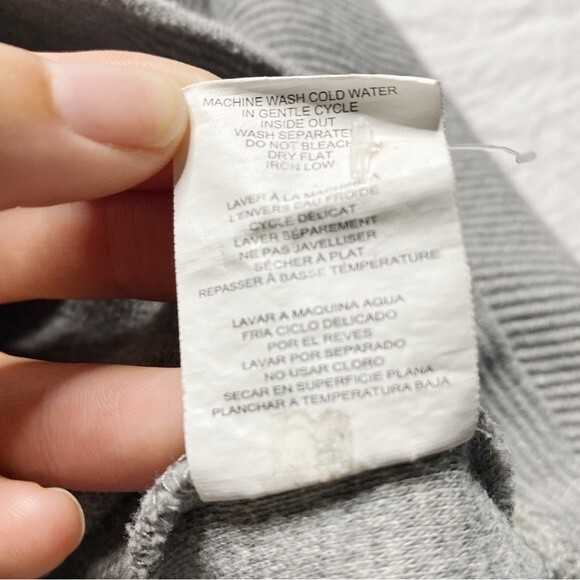 MACHINE WASH COLD WATER
IN GENTLE CYCLE
INSIDE OUT
WASH SEPARATE
DO NOT BLEACH
DRY FLAT
IRON LOW
LAVER À LA MACHINE À
L'ENVERS EAU FROIDE
CYCLE DÉLICAT
LAVER SÉPARÉMENT
NE PAS JAVELLISER
SÉCHER À PLAT
REPASSER À BASSE TEMPÉRATURE
LAVAR A MAQUINA AQUA
FRIA CICLO DELICADO
POR EL REVES
LAVAR POR SEPARADO
NO USAR CLORO
SECAR EN SUPERFICIE PLANA
PLANCHAR A TEMPERATURA BAJA